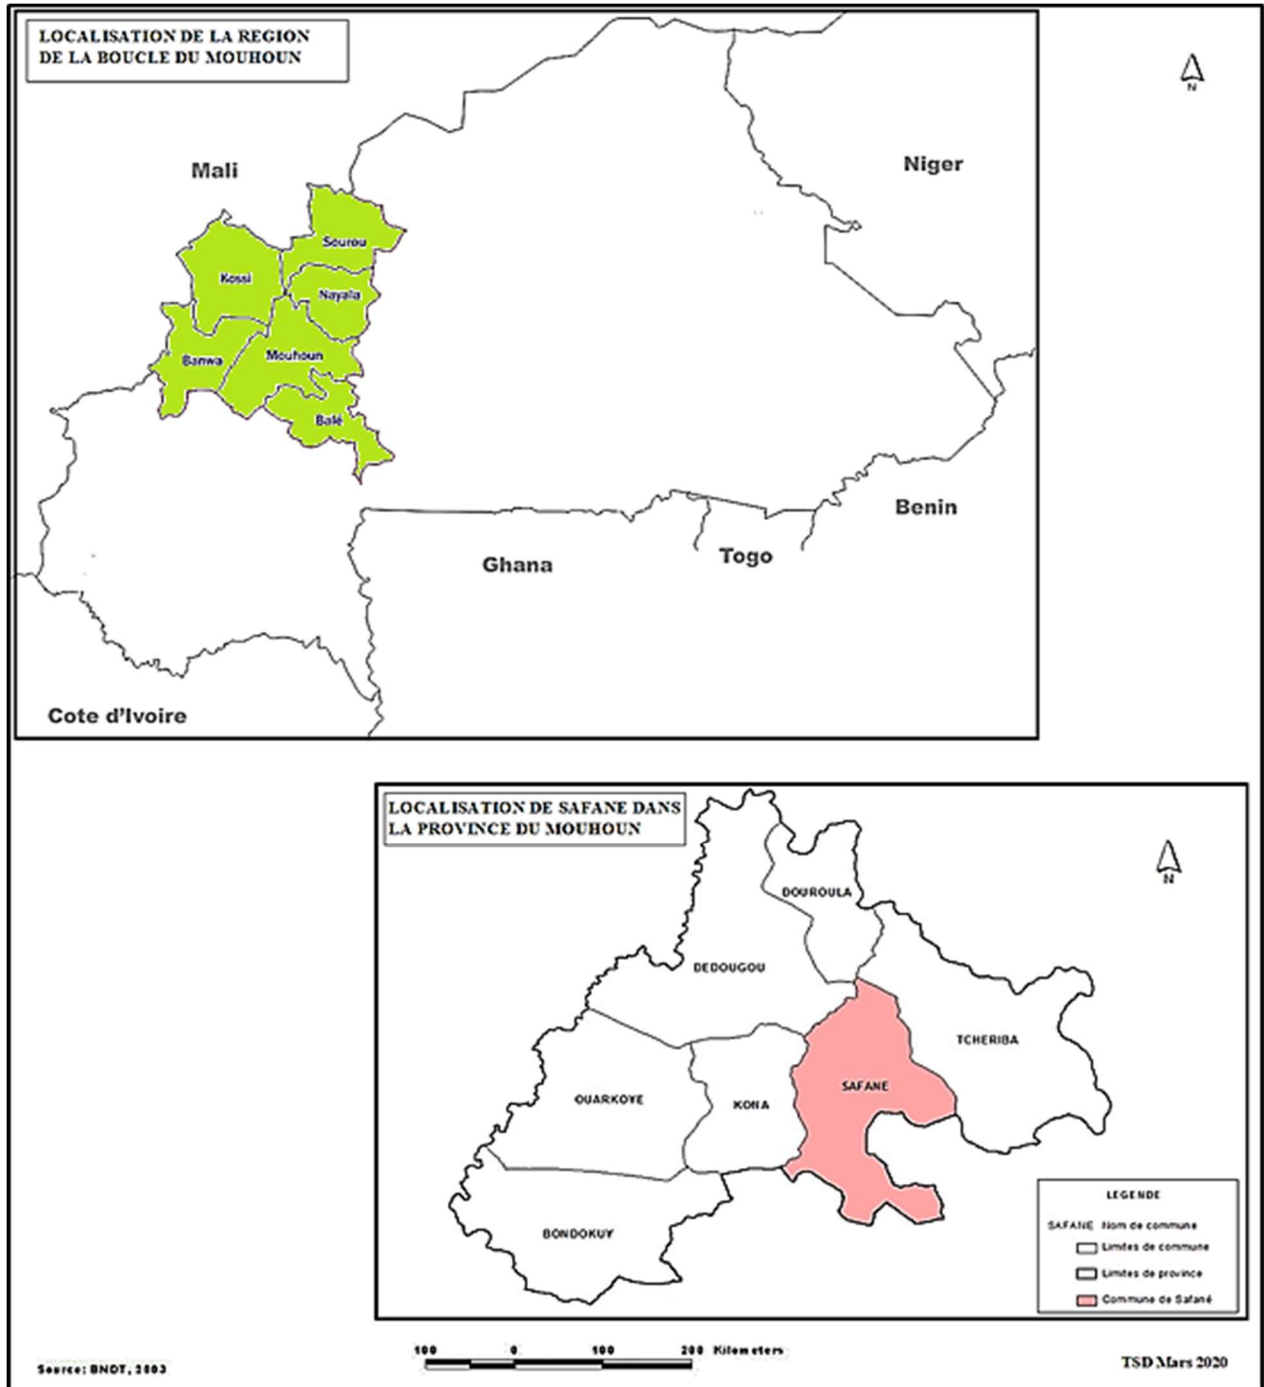 LOCALISATION DE LA REGION
DE LA BOUCLE DU MOUHOUN
N
Mali
Niger
Sourou
Kossi
Nayala
Banwa
Mouhoun
Balé
Benin
Ghana
Togo
Cote d'Ivoire
LOCALISATION DE SAFANE DANS
LA PROVINCE DU MOUHOUN
N
DOUROULA
DEDOUGOU
TCHERIBA
SAFANE
OUARKOYE
KONA
BONDOKUY
LEGENDE
SAFANE Nom de commune
Limites de commune
Limites de province
Commune de Safané
100 0 100 200 Kilometers
Source: BNDT, 2003
TSD Mars 2020